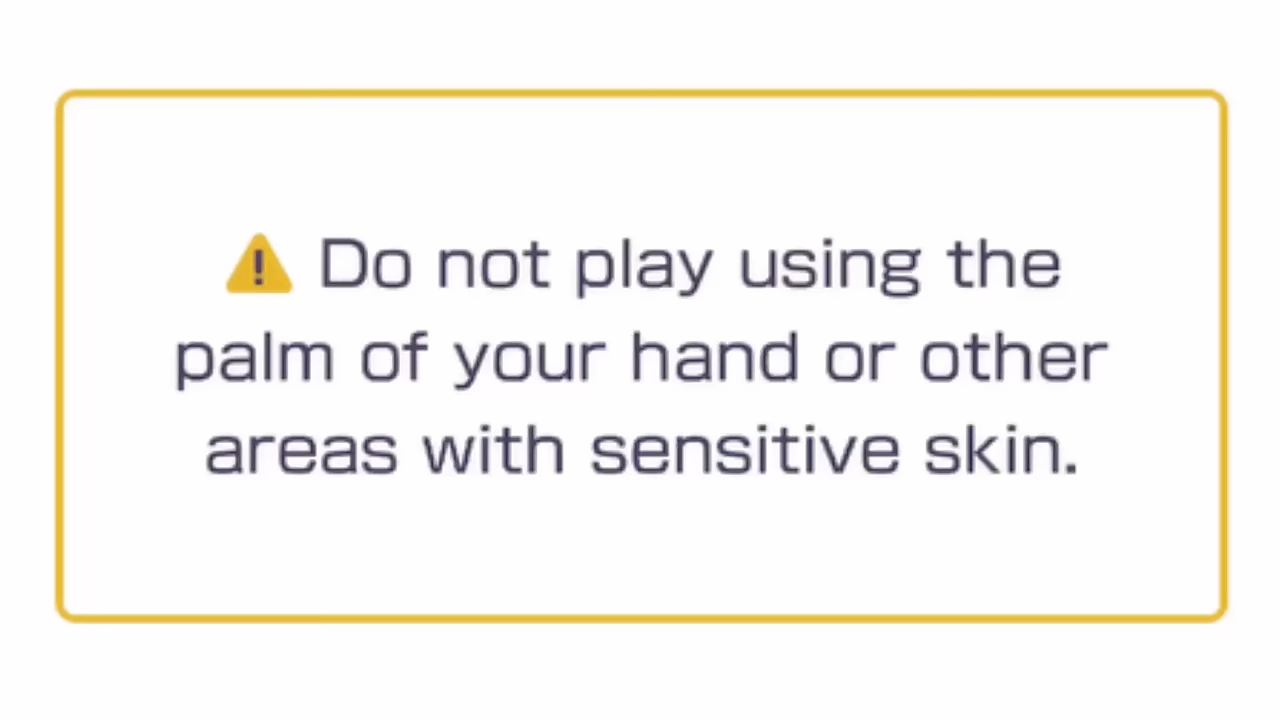 ⚠ Do not play using the
palm of your hand or other
areas with sensitive skin.